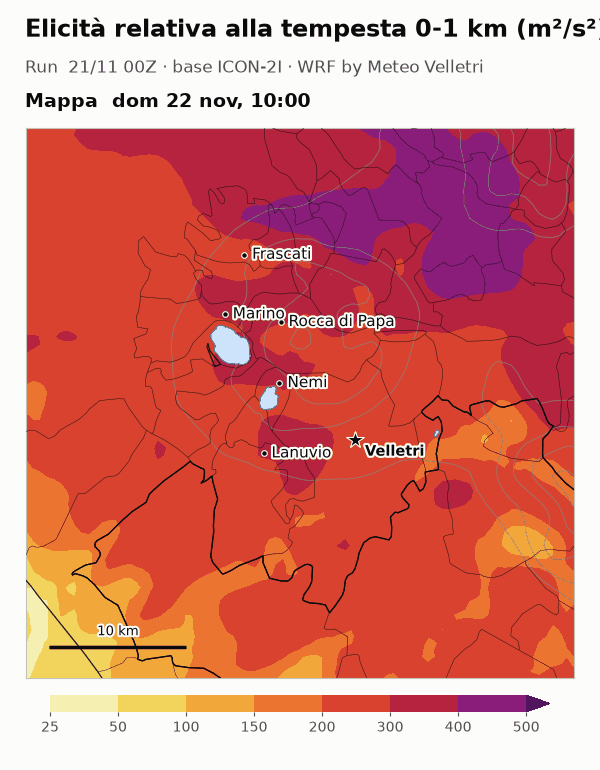 Elicità relativa alla tempesta 0-1 km (m²/s²)
Run  21/11 00Z · base ICON-2I · WRF by Meteo Velletri
Mappa  dom 22 nov, 10:00
Frascati
Marino
Rocca di Papa
Nemi
Velletri
Lanuvio
10 km
25 50 100 150 200 300 400 500